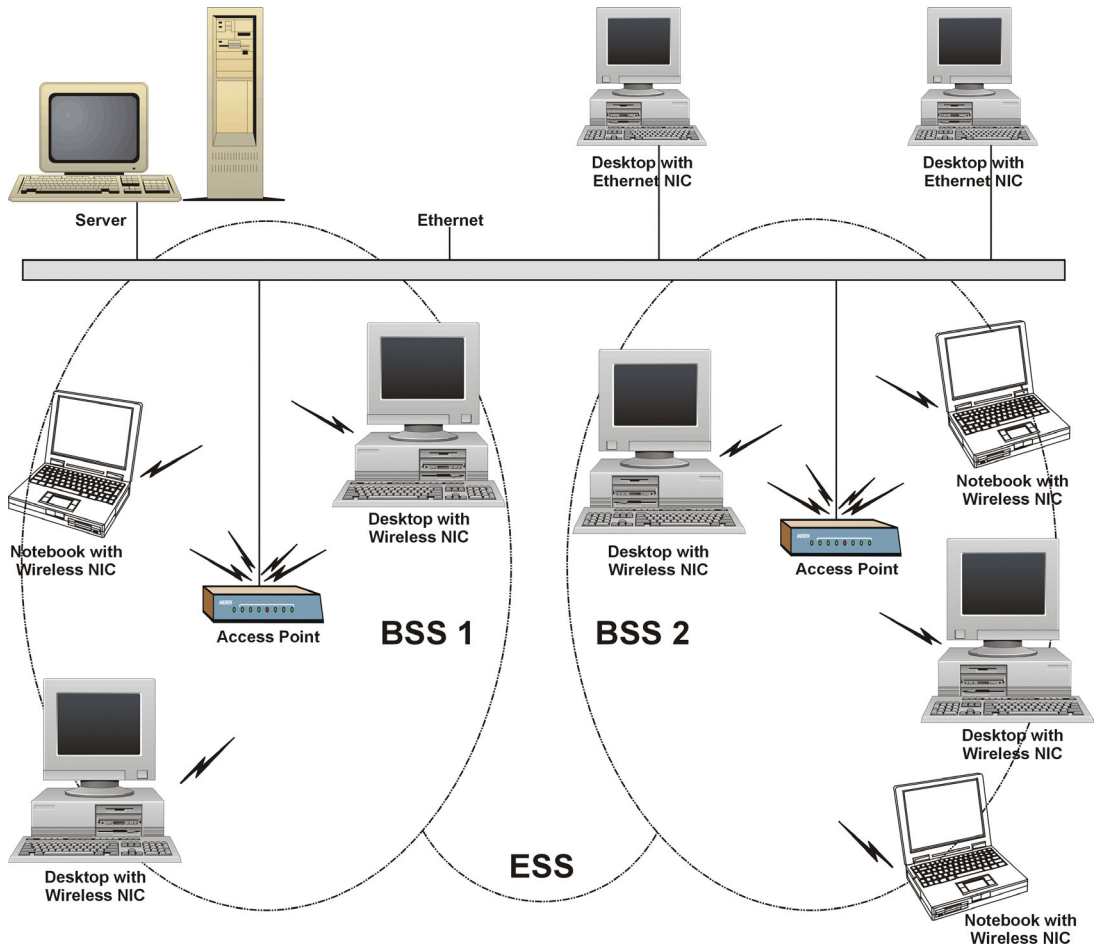 Desktop with
Ethernet NIC
Desktop with
Ethernet NIC
Server
Ethernet
Notebook with
Wireless NIC
Desktop with
Wireless NIC
Desktop with
Wireless NIC
Notebook with
Wireless NIC
Access Point
Access Point
BSS 1
BSS 2
Desktop with
Wireless NIC
Desktop with
Wireless NIC
ESS
Notebook with
Wireless NIC